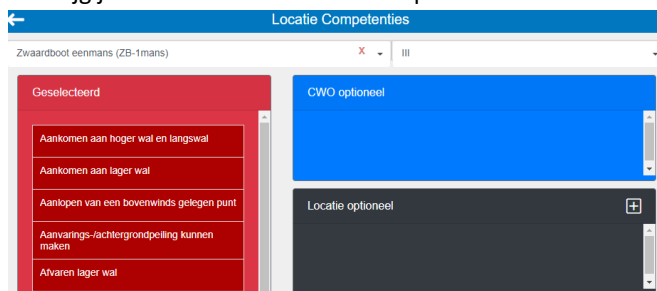 Locatie Competenties
Zwaardboot eenmans (ZB-1mans)
X
III
Geselecteerd
Aankomen aan hoger wal en langswal
Aankomen aan lager wal
Aanlopen van een bovenwinds gelegen punt
Aanvarings-/achtergrondpeiling kunnen
maken
Afvaren lager wal
CWO optioneel
Locatie optioneel